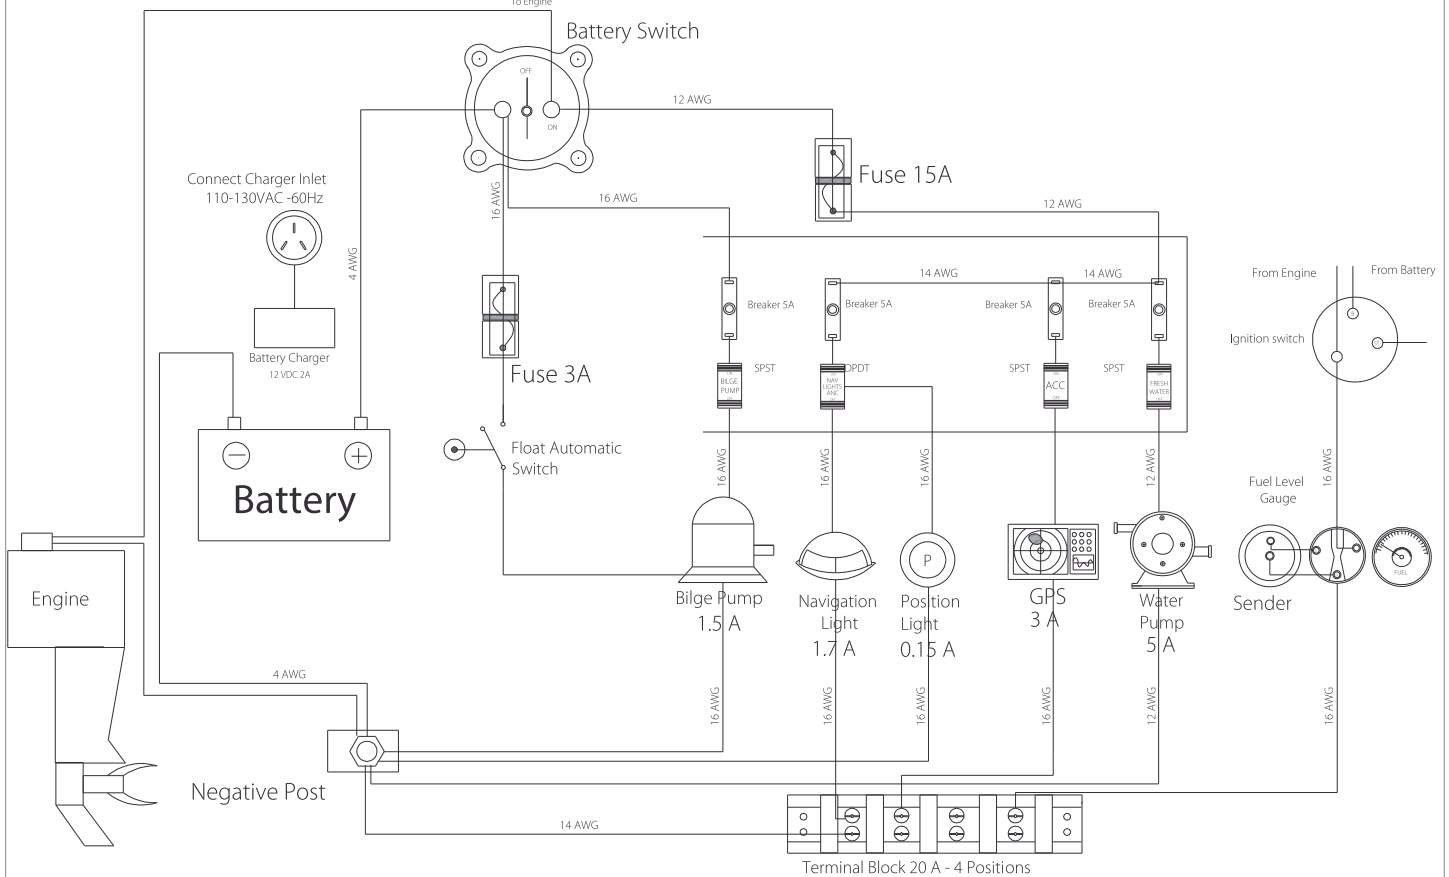 To Engine
Battery Switch
OFF
ON
12 AWG
Fuse 15A
Connect Charger Inlet
110-130VAC -60Hz
16 AWG
16 AWG
12 AWG
4 AWG
14 AWG
14 AWG
From Engine
From Battery
Breaker 5A
Breaker 5A
Breaker 5A
Breaker 5A
B
Ignition switch
Battery Charger
12 VDC 2A
Fuse 3A
SPST
DPDT
SPST
SPST
ON
BILGE
PUMP
OFF
NAV
LIGHTS
ANC
ACC
OFF
FRESH
WATER
OFF
Float Automatic
Switch
16 AWG
16 AWG
16 AWG
12 AWG
16 AWG
Fuel Level
Gauge
Battery
P
FUEL
Engine
Bilge Pump
1.5 A
Navigation
Light
1.7 A
Position
Light
0.15 A
GPS
3 A
Water
Pump
5 A
Sender
4 AWG
16 AWG
16 AWG
16 AWG
16 AWG
12 AWG
16 AWG
Negative Post
14 AWG
Terminal Block 20 A - 4 Positions